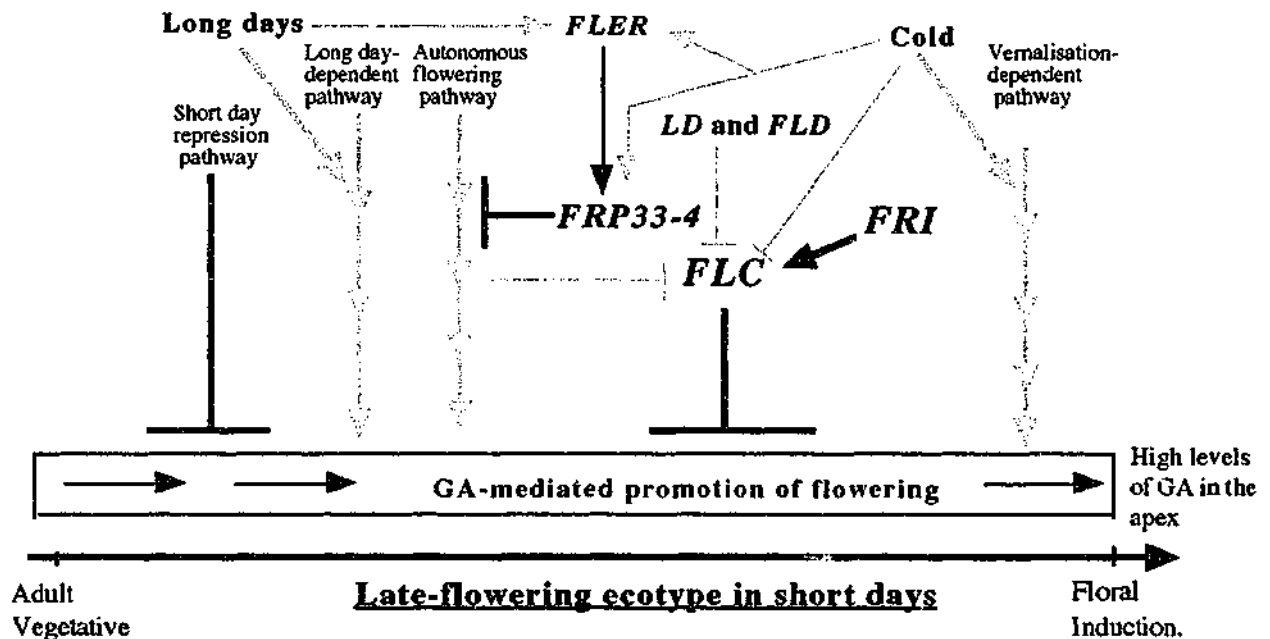 Long days
FLER
Cold
Long day-
dependent
pathway
Autonomous
flowering
pathway
Vernalisation-
dependent
pathway
Short day
repression
pathway
LD and FLD
FRP33-4
FRI
FLC
GA-mediated promotion of flowering
High levels
of GA in the
apex
Adult
Vegetative
Late-flowering ecotype in short days
Floral
Induction.